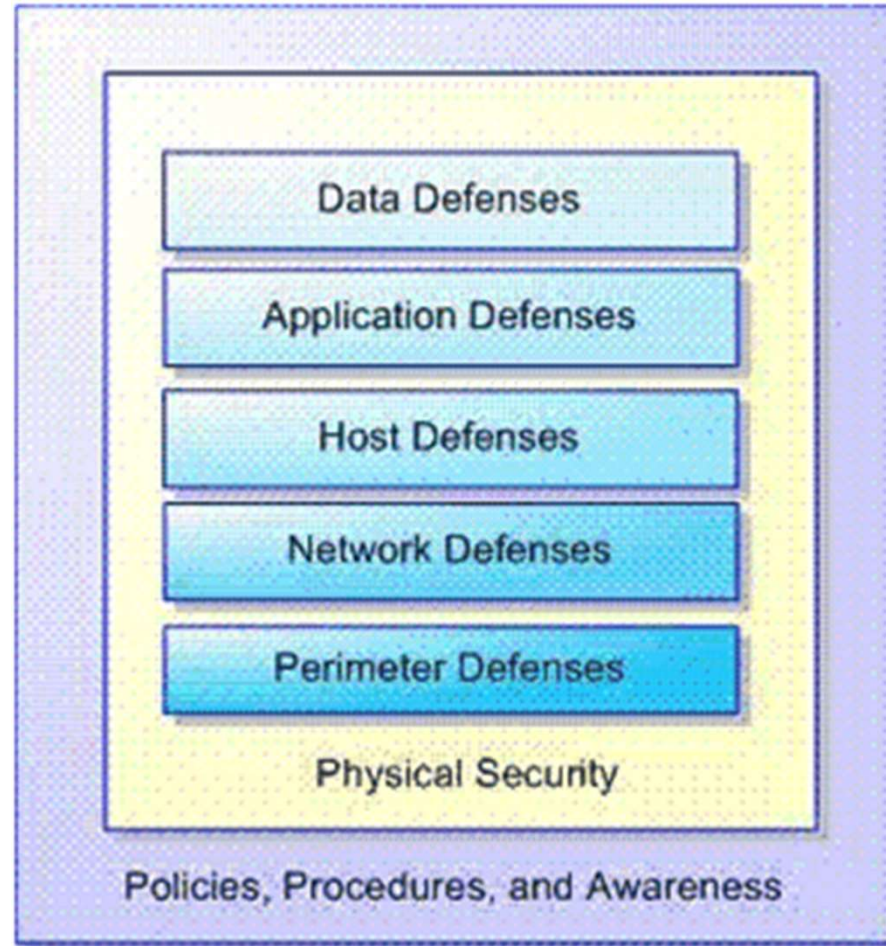 Data Defenses
Application Defenses
Host Defenses
Network Defenses
Perimeter Defenses
Physical Security
Policies, Procedures, and Awareness